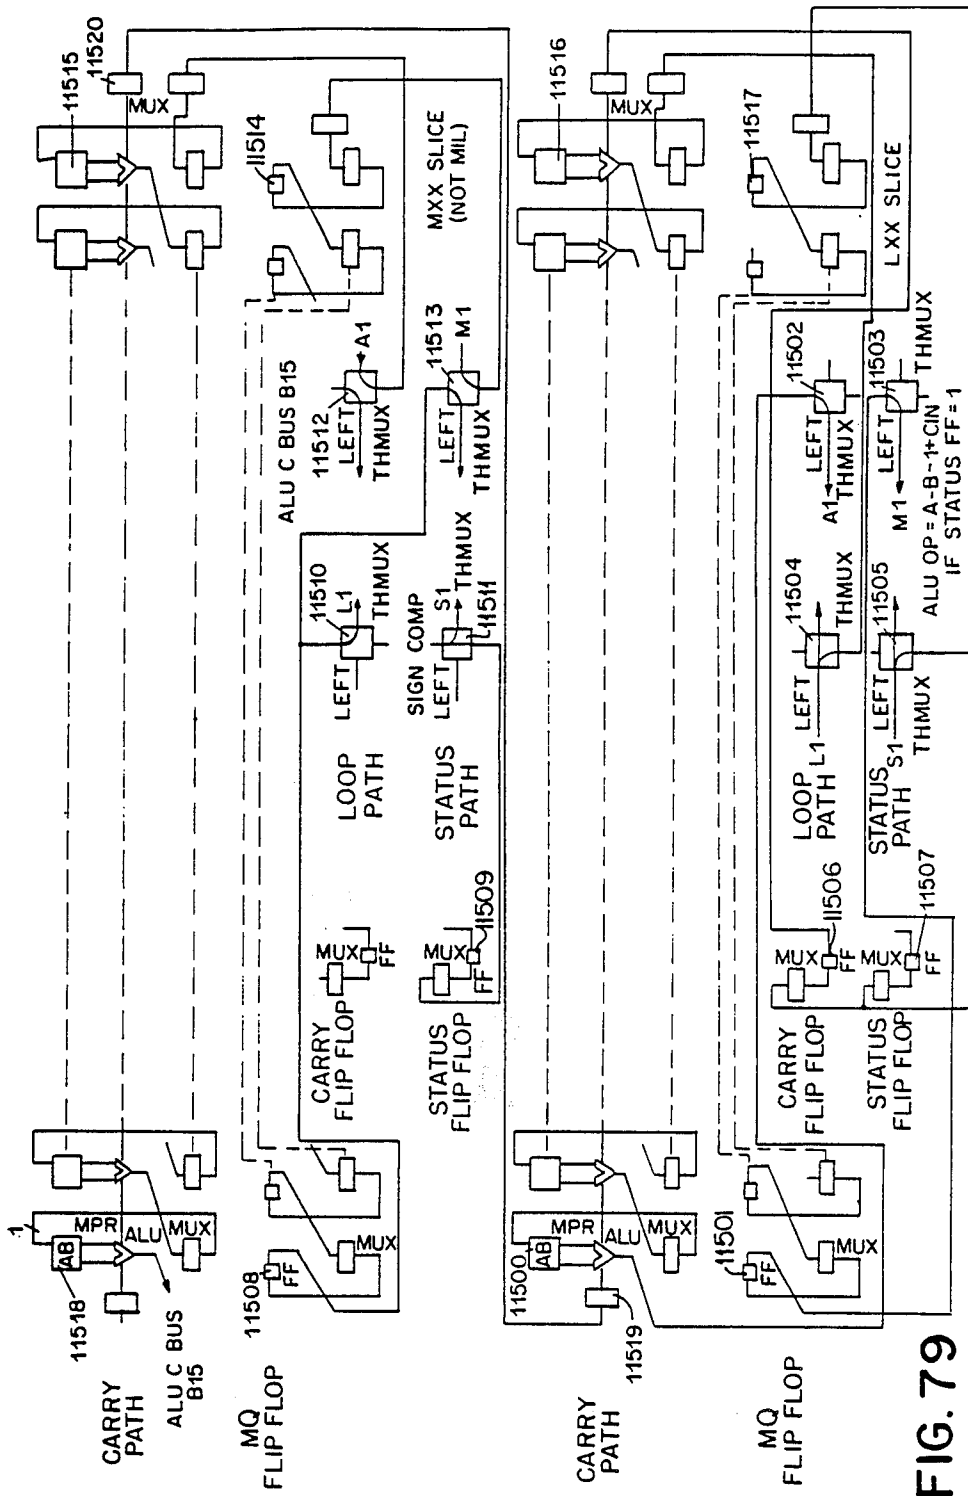 CARRY
PATH
11518
AB
1
MPR
ALU
MUX
ALU C BUS
B15
MUX
11515
11520
MQ
FLIP FLOP
11508
FF
MUX
11514
ALU C BUS B15
11512
LEFT
THMUX
A1
MXX SLICE
(NOT MIL)
CARRY
FLIP FLOP
MUX
FF
LOOP
PATH
LEFT
11510
L1
THMUX
LEFT
THMUX
11513
M1
STATUS
FLIP FLOP
MUX
FF
11509
STATUS
PATH
SIGN COMP
LEFT
S1
THMUX
11511
CARRY
PATH
11500
AB
MPR
ALU
MUX
11519
MUX
11516
MQ
FLIP FLOP
11501
FF
MUX
11517
LXX SLICE
CARRY
FLIP FLOP
MUX
FF
11506
LOOP
PATH
L1
LEFT
11504
THMUX
A1
LEFT
THMUX
11502
STATUS
FLIP FLOP
MUX
FF
11507
STATUS
PATH
S1
LEFT
THMUX
11505
M1
LEFT
11503
THMUX
ALU OP = A-B-1+CIN
IF STATUS FF = 1
FIG. 79